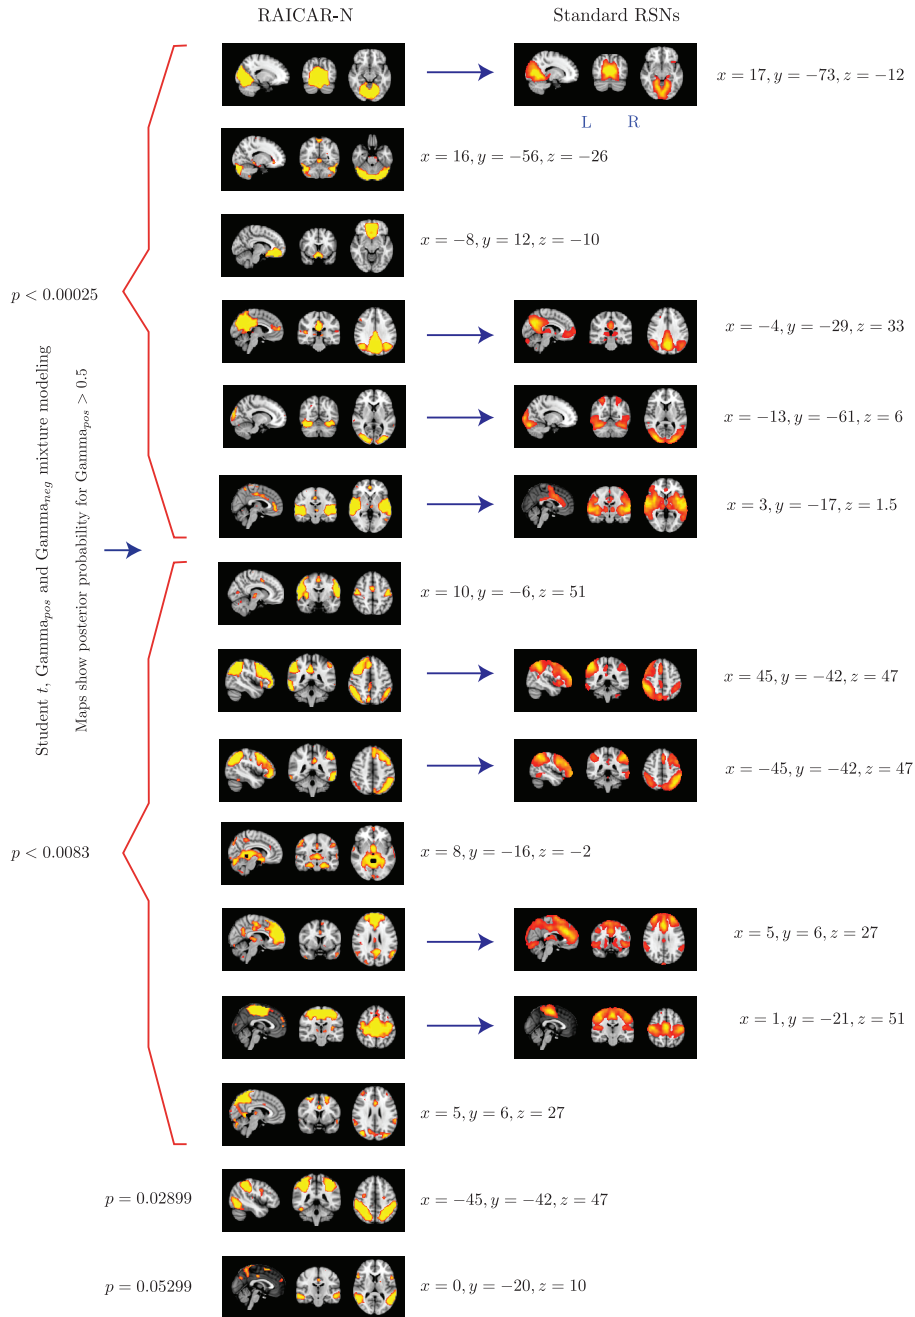 RAICAR-N
Standard RSNs
x = 17, y = −73, z = −12
L R
x = 16, y = −56, z = −26
x = −8, y = 12, z = −10
p < 0.00025
x = −4, y = −29, z = 33
Student t, Gamma_pos and Gamma_neg mixture modeling
Maps show posterior probability for Gamma_pos > 0.5
x = −13, y = −61, z = 6
x = 3, y = −17, z = 1.5
x = 10, y = −6, z = 51
x = 45, y = −42, z = 47
x = −45, y = −42, z = 47
p < 0.0083
x = 8, y = −16, z = −2
x = 5, y = 6, z = 27
x = 1, y = −21, z = 51
x = 5, y = 6, z = 27
p = 0.02899
x = −45, y = −42, z = 47
p = 0.05299
x = 0, y = −20, z = 10